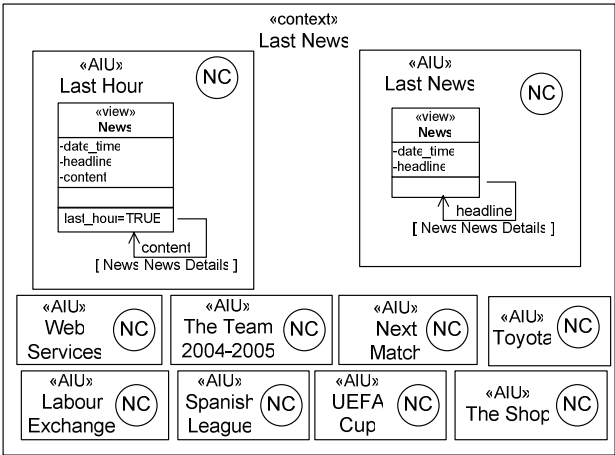 «context»
Last News
«AIU»
Last Hour
NC
«view»
News
-date_time
-headline
-content
last_hour=TRUE
content
[ News News Details ]
«AIU»
Last News
NC
«view»
News
-date_time
-headline
headline
[ News News Details ]
«AIU»
Web
Services
NC
«AIU»
The Team
2004-2005
NC
«AIU»
Next
Match
NC
«AIU»
Toyota
NC
«AIU»
Labour
Exchange
NC
«AIU»
Spanish
League
NC
«AIU»
UEFA
Cup
NC
«AIU»
The Shop
NC